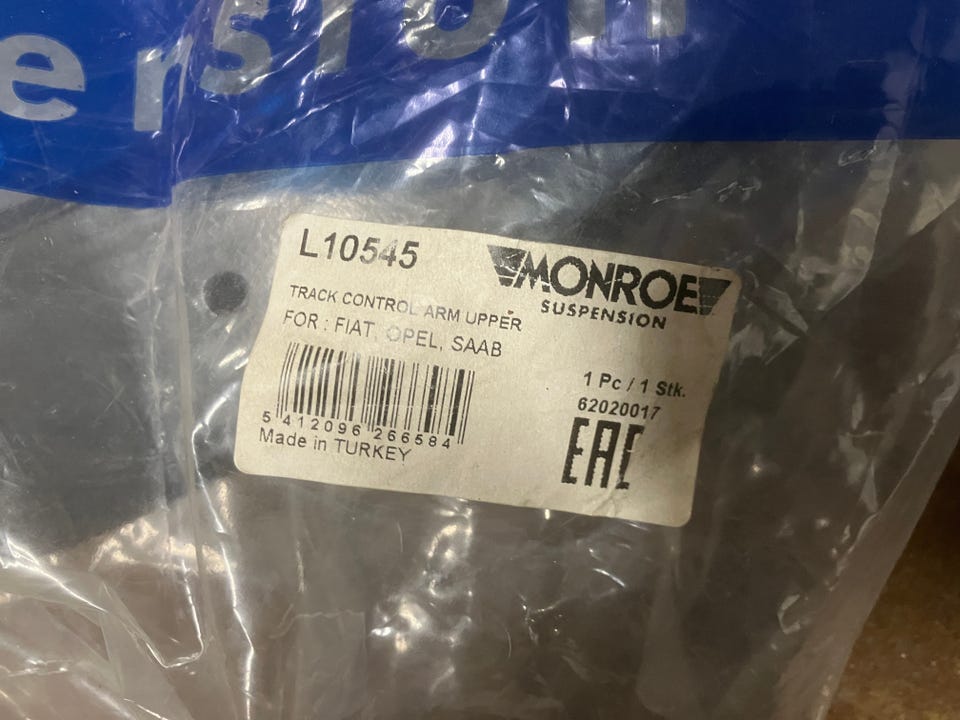 ersion
L10545
MONROE
SUSPENSION
TRACK CONTROL ARM UPPER
FOR : FIAT, OPEL, SAAB
1 Pc / 1 Stk.
62020017
5 412096 266584
Made in TURKEY
EAC